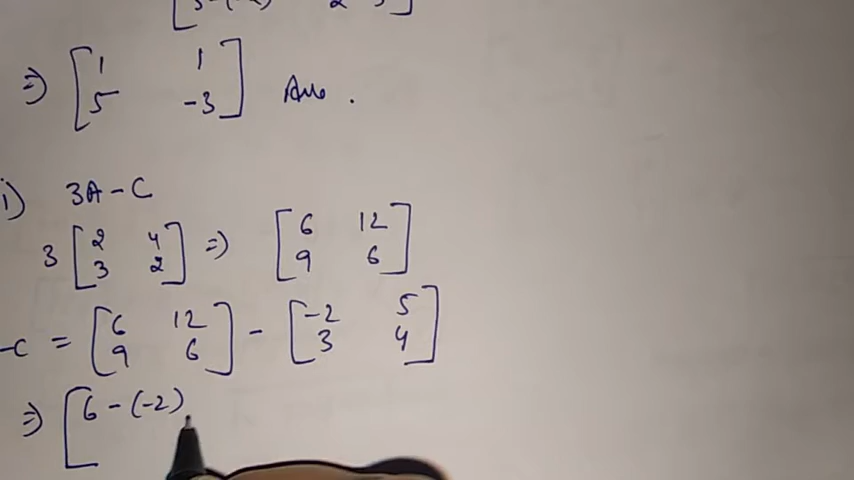 ⇒ [ 1 1
5 -3 ] Ans .
i) 3A - C
3 [ 2 4
3 2 ] ⇒ [ 6 12
9 6 ]
-C = [ 6 12
9 6 ] - [ -2 5
3 4 ]
⇒ [ 6 - (-2)